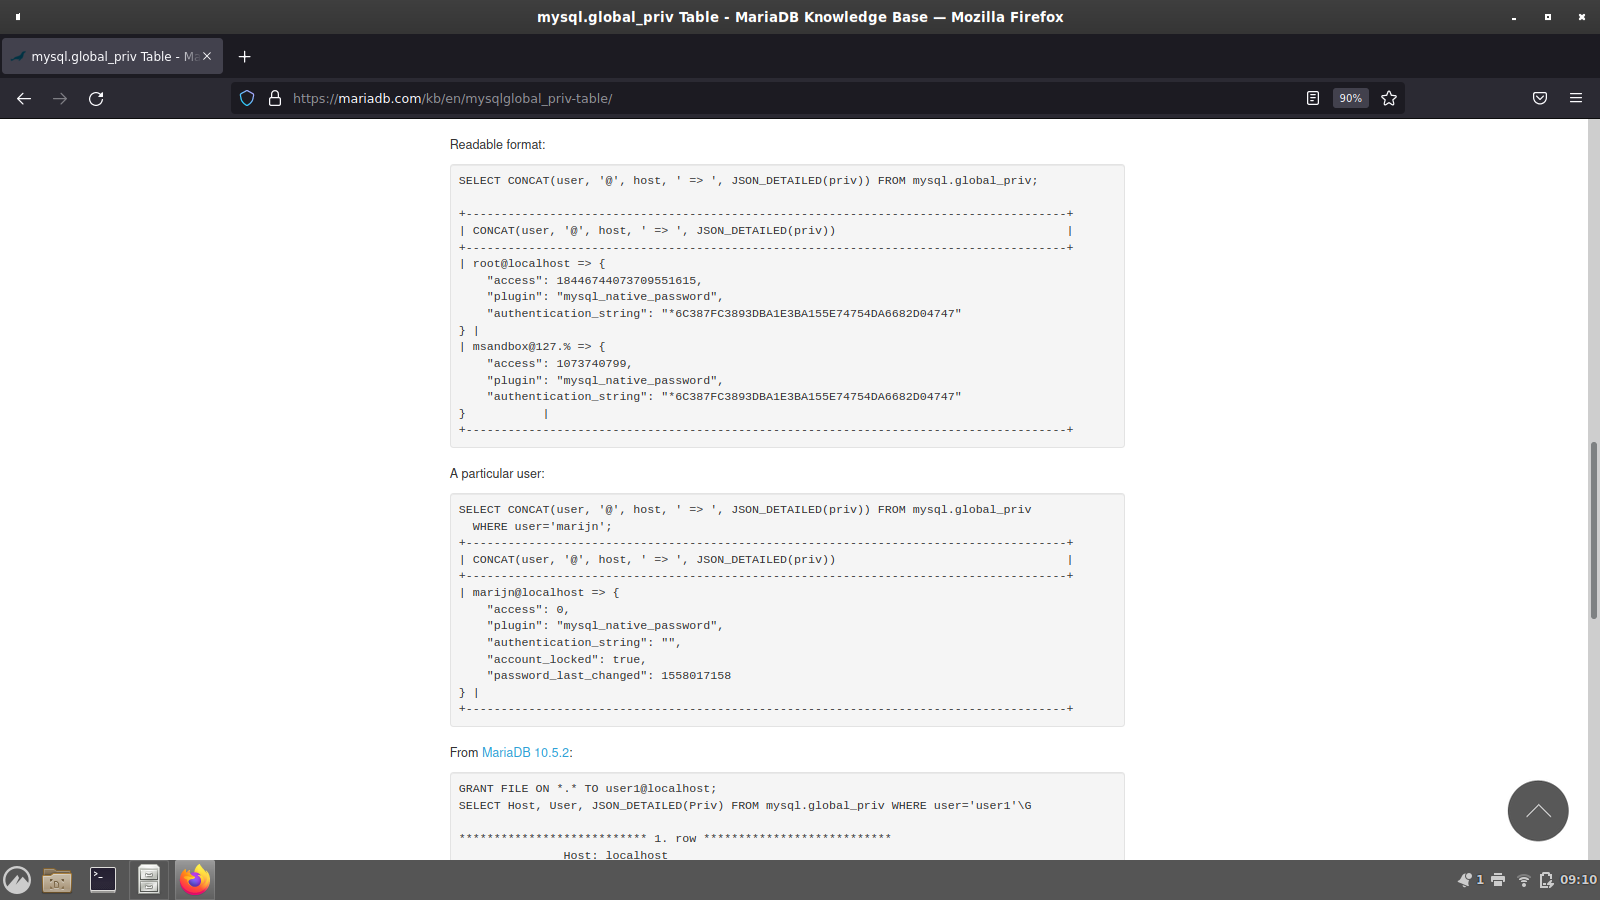 mysql.global_priv Table - MariaDB Knowledge Base — Mozilla Firefox
mysql.global_priv Table - Ma
https://mariadb.com/kb/en/mysqlglobal_priv-table/
90%
Readable format:
SELECT CONCAT(user, '@', host, ' => ', JSON_DETAILED(priv)) FROM mysql.global_priv;
+--------------------------------------------------------------------------------------+
| CONCAT(user, '@', host, ' => ', JSON_DETAILED(priv))                                 |
+--------------------------------------------------------------------------------------+
| root@localhost => {
    "access": 18446744073709551615,
    "plugin": "mysql_native_password",
    "authentication_string": "*6C387FC3893DBA1E3BA155E74754DA6682D04747"
} |
| msandbox@127.% => {
    "access": 1073740799,
    "plugin": "mysql_native_password",
    "authentication_string": "*6C387FC3893DBA1E3BA155E74754DA6682D04747"
}           |
+--------------------------------------------------------------------------------------+
A particular user:
SELECT CONCAT(user, '@', host, ' => ', JSON_DETAILED(priv)) FROM mysql.global_priv
  WHERE user='marijn';
+--------------------------------------------------------------------------------------+
| CONCAT(user, '@', host, ' => ', JSON_DETAILED(priv))                                 |
+--------------------------------------------------------------------------------------+
| marijn@localhost => {
    "access": 0,
    "plugin": "mysql_native_password",
    "authentication_string": "",
    "account_locked": true,
    "password_last_changed": 1558017158
} |
+--------------------------------------------------------------------------------------+
From MariaDB 10.5.2:
GRANT FILE ON *.* TO user1@localhost;
SELECT Host, User, JSON_DETAILED(Priv) FROM mysql.global_priv WHERE user='user1'\G
*************************** 1. row ***************************
               Host: localhost
1
09:10